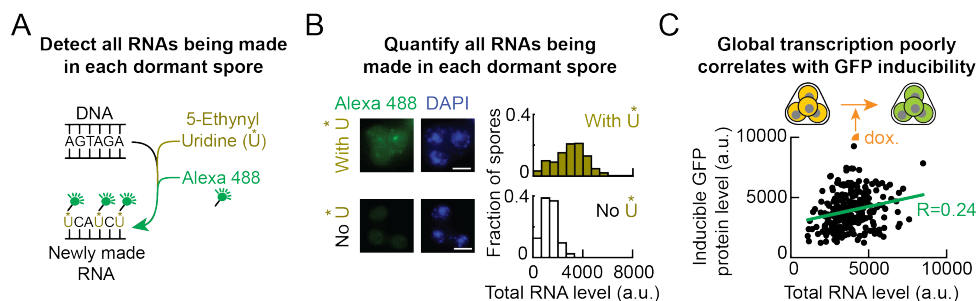 A
Detect all RNAs being made
in each dormant spore
DNA
AGTAGA
5-Ethynyl
Uridine (U*)
Alexa 488
U*CAU*CU*
Newly made
RNA
B
Quantify all RNAs being
made in each dormant spore
Alexa 488
DAPI
With U*
No U*
Fraction of spores
0.4
0
With U*
0.4
0
No U*
0
4000
8000
Total RNA level (a.u.)
C
Global transcription poorly
correlates with GFP inducibility
dox.
Inducible GFP
protein level (a.u.)
10000
5000
0
R=0.24
0
5000
10000
Total RNA level (a.u.)